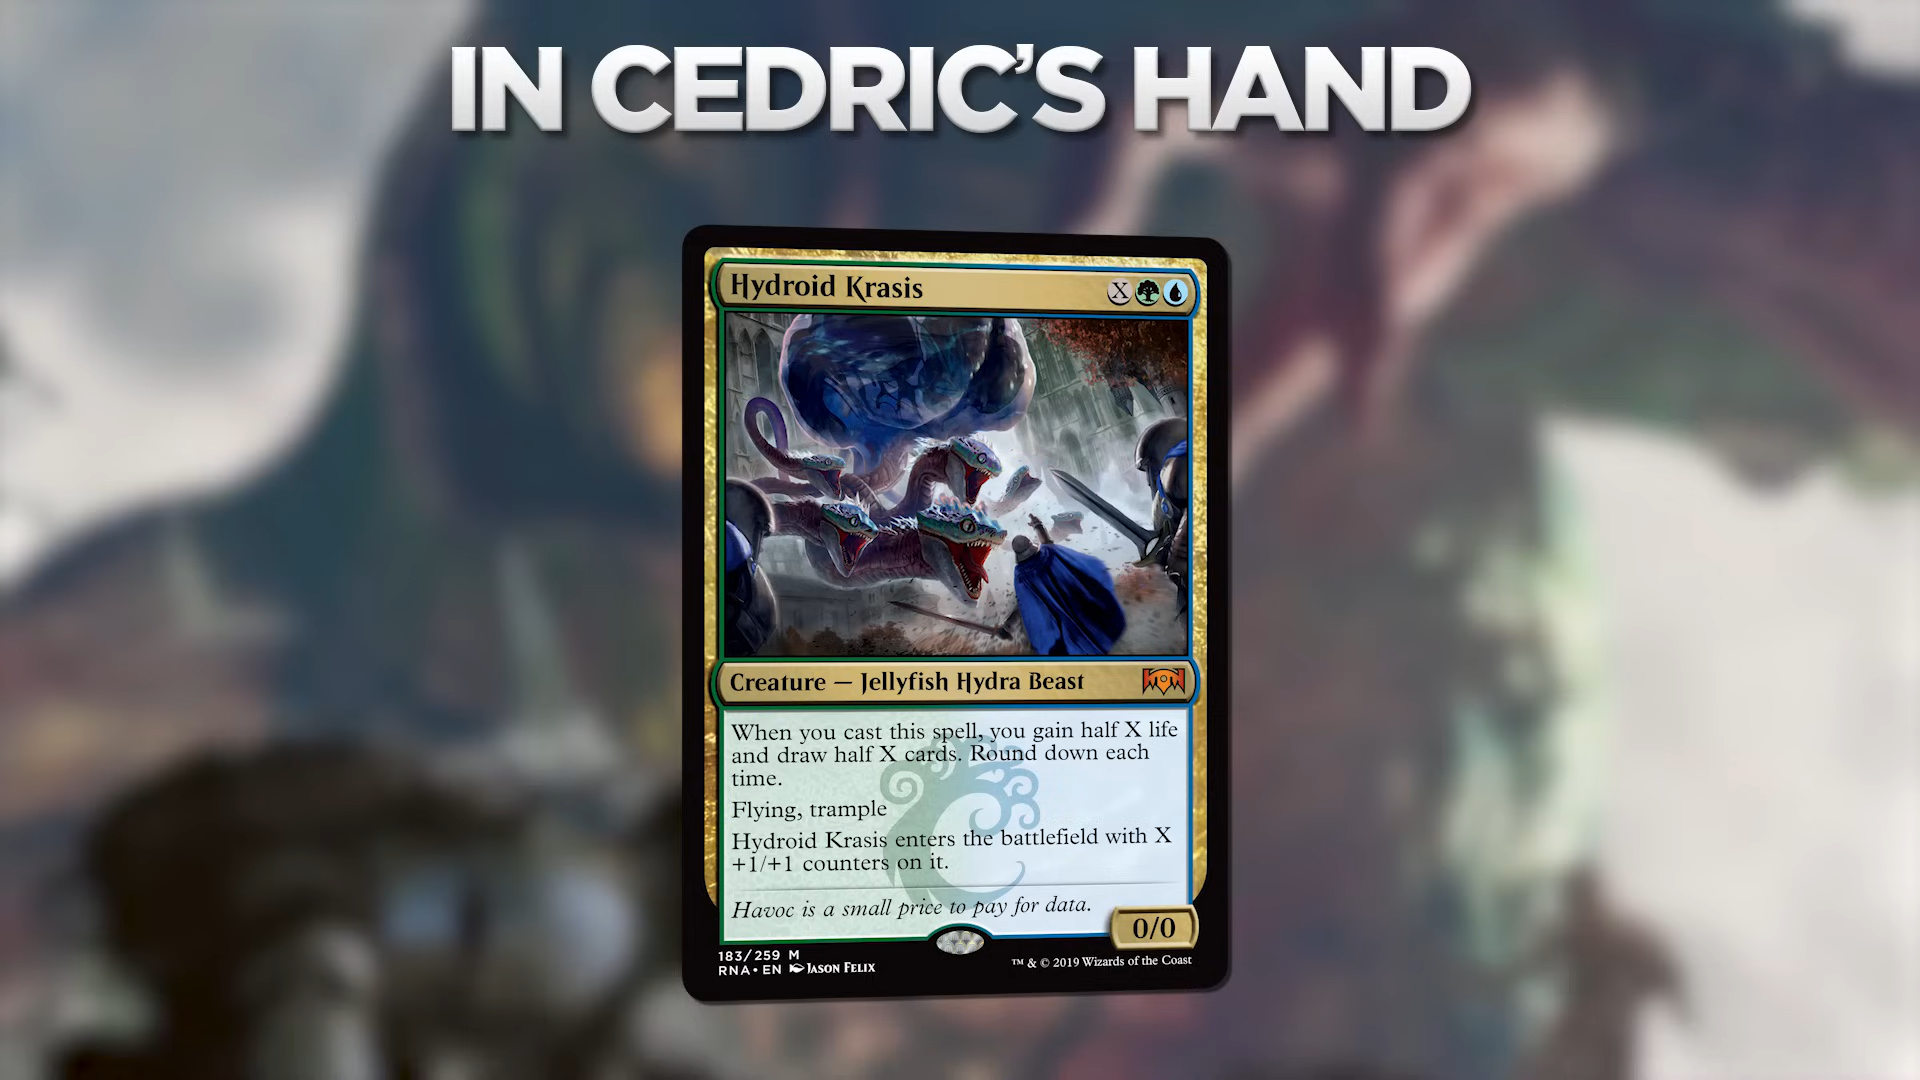 IN CEDRIC'S HAND
Hydroid Krasis X
Creature — Jellyfish Hydra Beast
When you cast this spell, you gain half X life
and draw half X cards. Round down each
time.
Flying, trample
Hydroid Krasis enters the battlefield with X
+1/+1 counters on it.
Havoc is a small price to pay for data.
0/0
183/259 M
RNA • EN Jason Felix
™ & © 2019 Wizards of the Coast